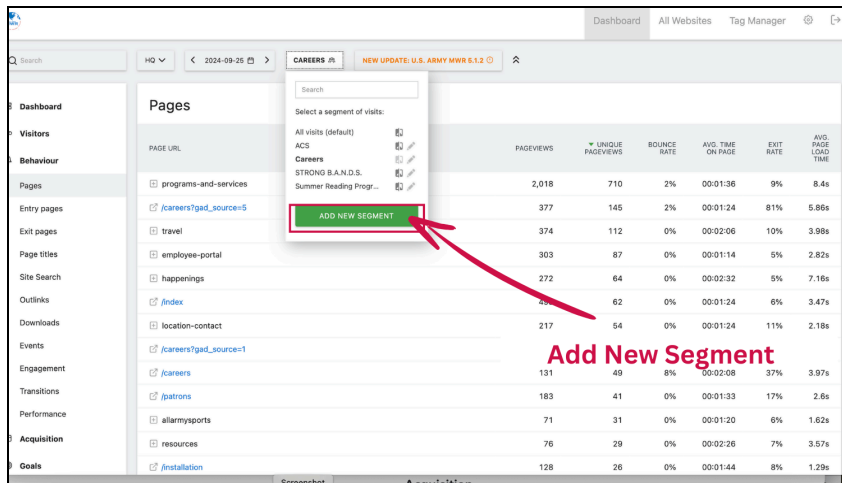 Dashboard All Websites Tag Manager
Search
HQ
2024-09-25
CAREERS
NEW UPDATE: U.S. ARMY MWR 5.1.2
Dashboard
Visitors
Behaviour
Pages
Entry pages
Exit pages
Page titles
Site Search
Outlinks
Downloads
Events
Engagement
Transitions
Performance
Acquisition
Goals
Pages
Search
Select a segment of visits:
All visits (default)
ACS
Careers
STRONG B.A.N.D.S.
Summer Reading Progr...
ADD NEW SEGMENT
PAGE URL PAGEVIEWS UNIQUE PAGEVIEWS BOUNCE RATE AVG. TIME ON PAGE EXIT RATE AVG. PAGE LOAD TIME
programs-and-services 2,018 710 2% 00:01:36 9% 8.4s
/careers?gad_source=5 377 145 2% 00:01:24 81% 5.86s
travel 374 112 0% 00:02:06 10% 3.98s
employee-portal 303 87 0% 00:01:14 5% 2.82s
happenings 272 64 0% 00:02:32 5% 7.16s
/index 62 0% 00:01:24 6% 3.47s
location-contact 217 54 0% 00:01:24 11% 2.18s
/careers?gad_source=1
Add New Segment
/careers 131 49 8% 00:02:08 37% 3.97s
/patrons 183 41 0% 00:01:33 17% 2.6s
allarmysports 71 31 0% 00:01:20 6% 1.62s
resources 76 29 0% 00:02:26 7% 3.57s
/installation 128 26 0% 00:01:44 8% 1.29s